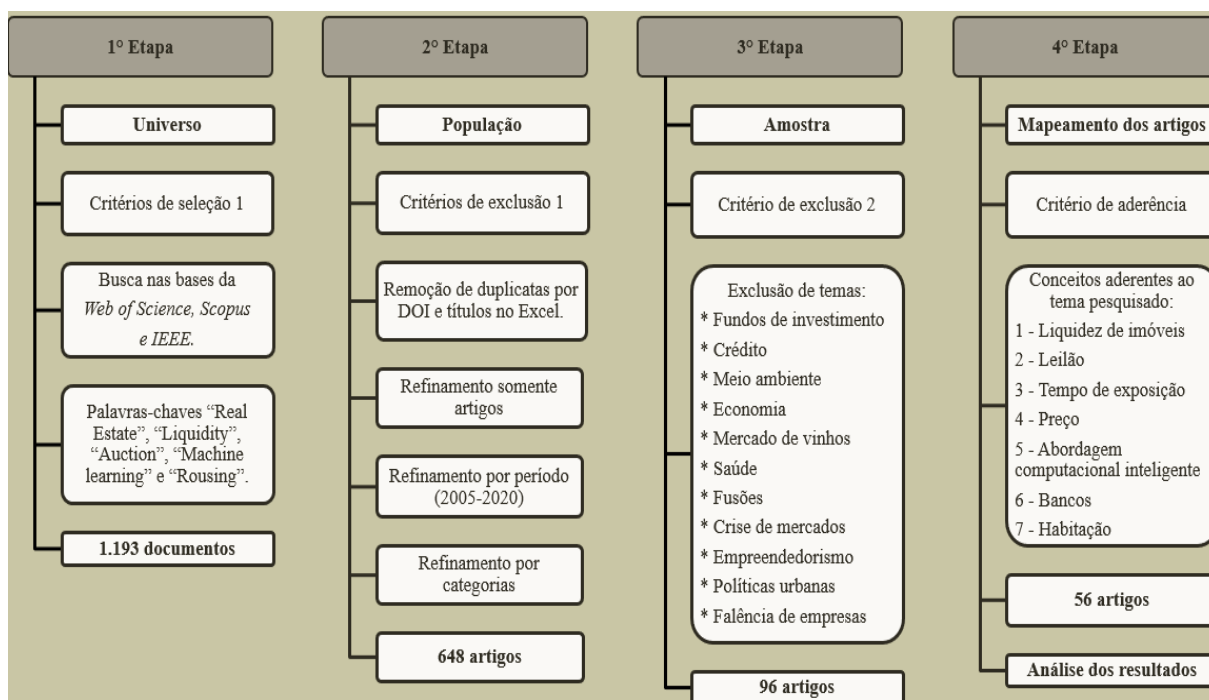 1° Etapa
Universo
Critérios de seleção 1
Busca nas bases da
Web of Science, Scopus
e IEEE.
Palavras-chaves “Real
Estate”, “Liquidity”,
“Auction”, “Machine
learning” e “Rousing”.
1.193 documentos
2° Etapa
População
Critérios de exclusão 1
Remoção de duplicatas por
DOI e títulos no Excel.
Refinamento somente
artigos
Refinamento por período
(2005-2020)
Refinamento por
categorias
648 artigos
3° Etapa
Amostra
Critério de exclusão 2
Exclusão de temas:
* Fundos de investimento
* Crédito
* Meio ambiente
* Economia
* Mercado de vinhos
* Saúde
* Fusões
* Crise de mercados
* Empreendedorismo
* Políticas urbanas
* Falência de empresas
96 artigos
4° Etapa
Mapeamento dos artigos
Critério de aderência
Conceitos aderentes ao
tema pesquisado:
1 - Liquidez de imóveis
2 - Leilão
3 - Tempo de exposição
4 - Preço
5 - Abordagem
computacional inteligente
6 - Bancos
7 - Habitação
56 artigos
Análise dos resultados